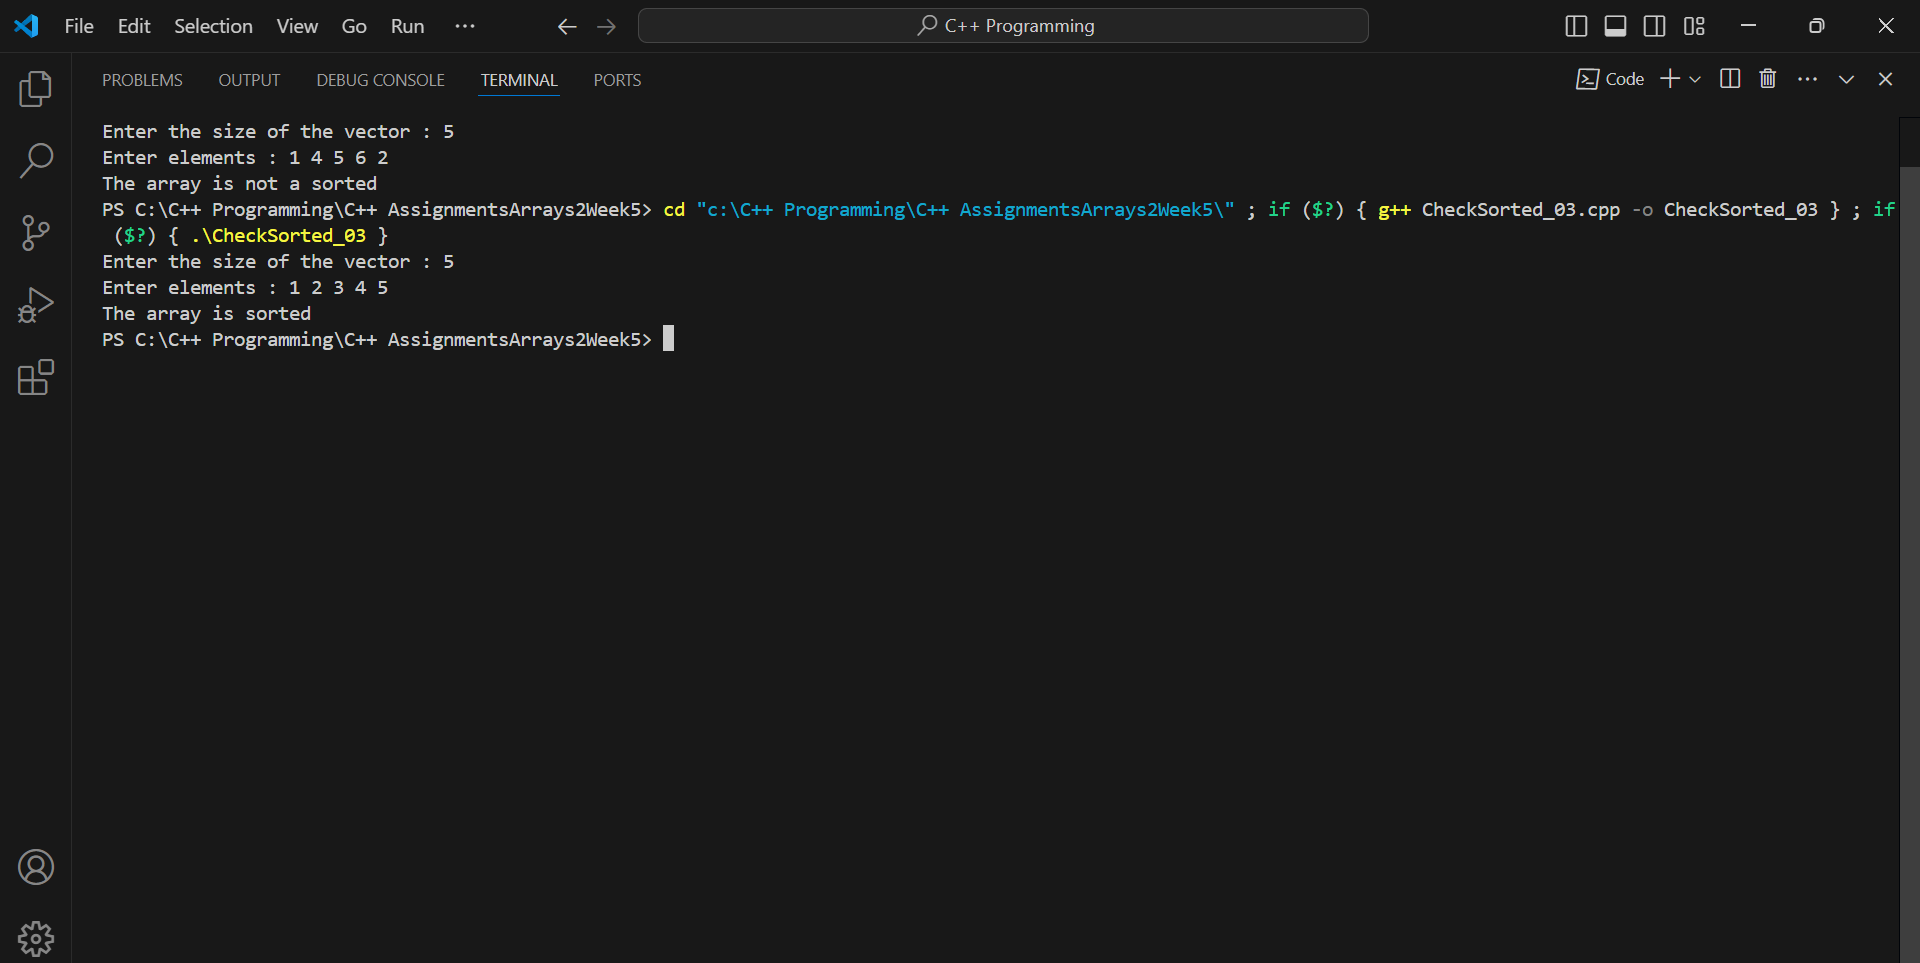 File Edit Selection View Go Run ···
C++ Programming
PROBLEMS OUTPUT DEBUG CONSOLE TERMINAL PORTS
Code
Enter the size of the vector : 5
Enter elements : 1 4 5 6 2
The array is not a sorted
PS C:\C++ Programming\C++ AssignmentsArrays2Week5> cd "c:\C++ Programming\C++ AssignmentsArrays2Week5\" ; if ($?) { g++ CheckSorted_03.cpp -o CheckSorted_03 } ; if
($?) { .\CheckSorted_03 }
Enter the size of the vector : 5
Enter elements : 1 2 3 4 5
The array is sorted
PS C:\C++ Programming\C++ AssignmentsArrays2Week5>